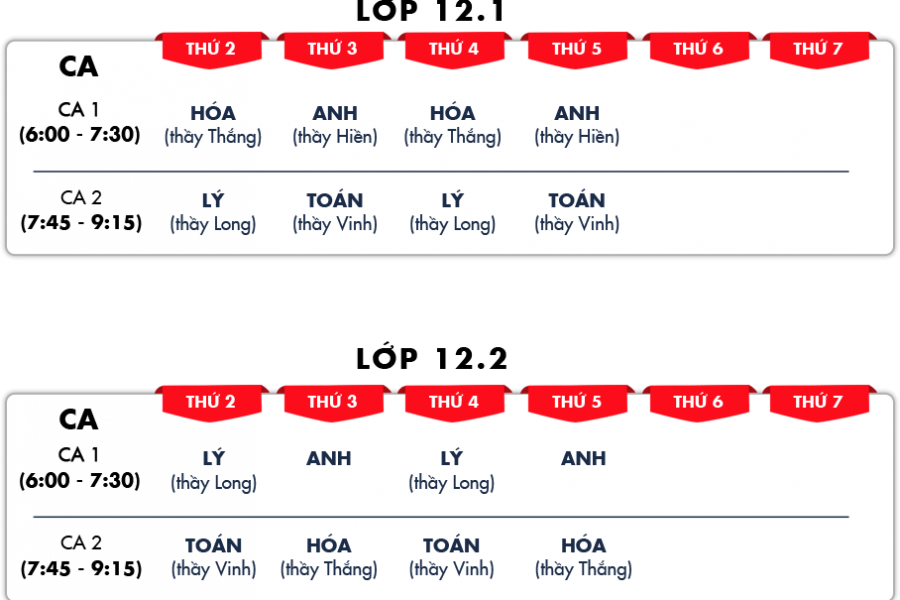 LỚP 12.1
CA THỨ 2 THỨ 3 THỨ 4 THỨ 5 THỨ 6 THỨ 7
CA 1 HÓA ANH HÓA ANH
(6:00 - 7:30) (thầy Thắng) (thầy Hiền) (thầy Thắng) (thầy Hiền)
CA 2 LÝ TOÁN LÝ TOÁN
(7:45 - 9:15) (thầy Long) (thầy Vinh) (thầy Long) (thầy Vinh)
LỚP 12.2
CA THỨ 2 THỨ 3 THỨ 4 THỨ 5 THỨ 6 THỨ 7
CA 1 LÝ ANH LÝ ANH
(6:00 - 7:30) (thầy Long) (thầy Long)
CA 2 TOÁN HÓA TOÁN HÓA
(7:45 - 9:15) (thầy Vinh) (thầy Thắng) (thầy Vinh) (thầy Thắng)